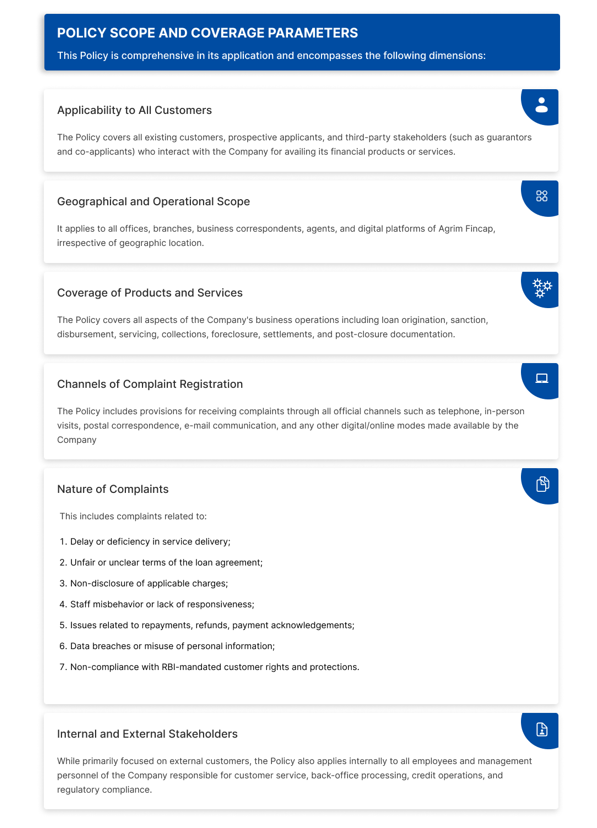 POLICY SCOPE AND COVERAGE PARAMETERS
This Policy is comprehensive in its application and encompasses the following dimensions:
Applicability to All Customers
The Policy covers all existing customers, prospective applicants, and third-party stakeholders (such as guarantors
and co-applicants) who interact with the Company for availing its financial products or services.
Geographical and Operational Scope
It applies to all offices, branches, business correspondents, agents, and digital platforms of Agrim Fincap,
irrespective of geographic location.
Coverage of Products and Services
The Policy covers all aspects of the Company's business operations including loan origination, sanction,
disbursement, servicing, collections, foreclosure, settlements, and post-closure documentation.
Channels of Complaint Registration
The Policy includes provisions for receiving complaints through all official channels such as telephone, in-person
visits, postal correspondence, e-mail communication, and any other digital/online modes made available by the
Company
Nature of Complaints
This includes complaints related to:
1. Delay or deficiency in service delivery;
2. Unfair or unclear terms of the loan agreement;
3. Non-disclosure of applicable charges;
4. Staff misbehavior or lack of responsiveness;
5. Issues related to repayments, refunds, payment acknowledgements;
6. Data breaches or misuse of personal information;
7. Non-compliance with RBI-mandated customer rights and protections.
Internal and External Stakeholders
While primarily focused on external customers, the Policy also applies internally to all employees and management
personnel of the Company responsible for customer service, back-office processing, credit operations, and
regulatory compliance.